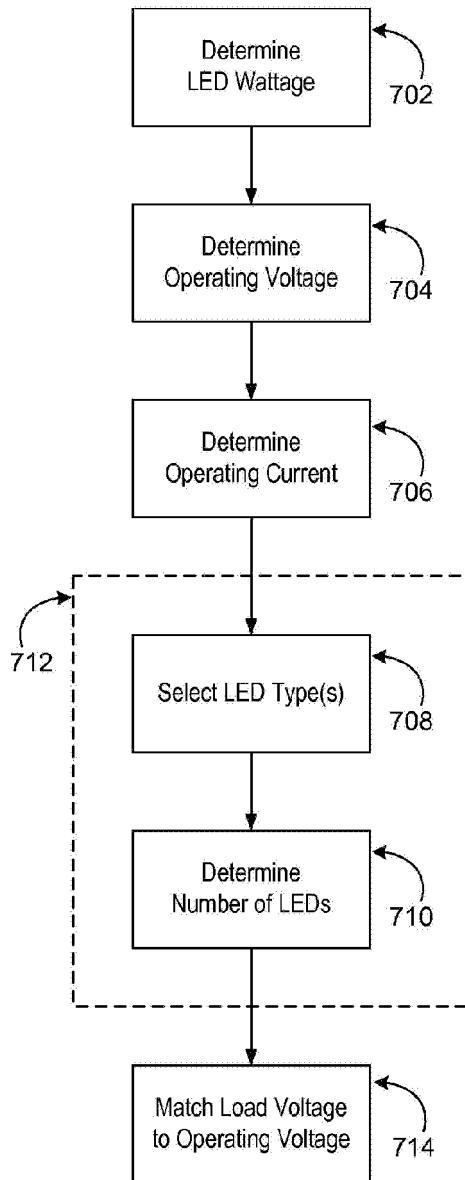 Determine
LED Wattage
702
Determine
Operating Voltage
704
Determine
Operating Current
706
712
Select LED Type(s)
708
Determine
Number of LEDs
710
Match Load Voltage
to Operating Voltage
714